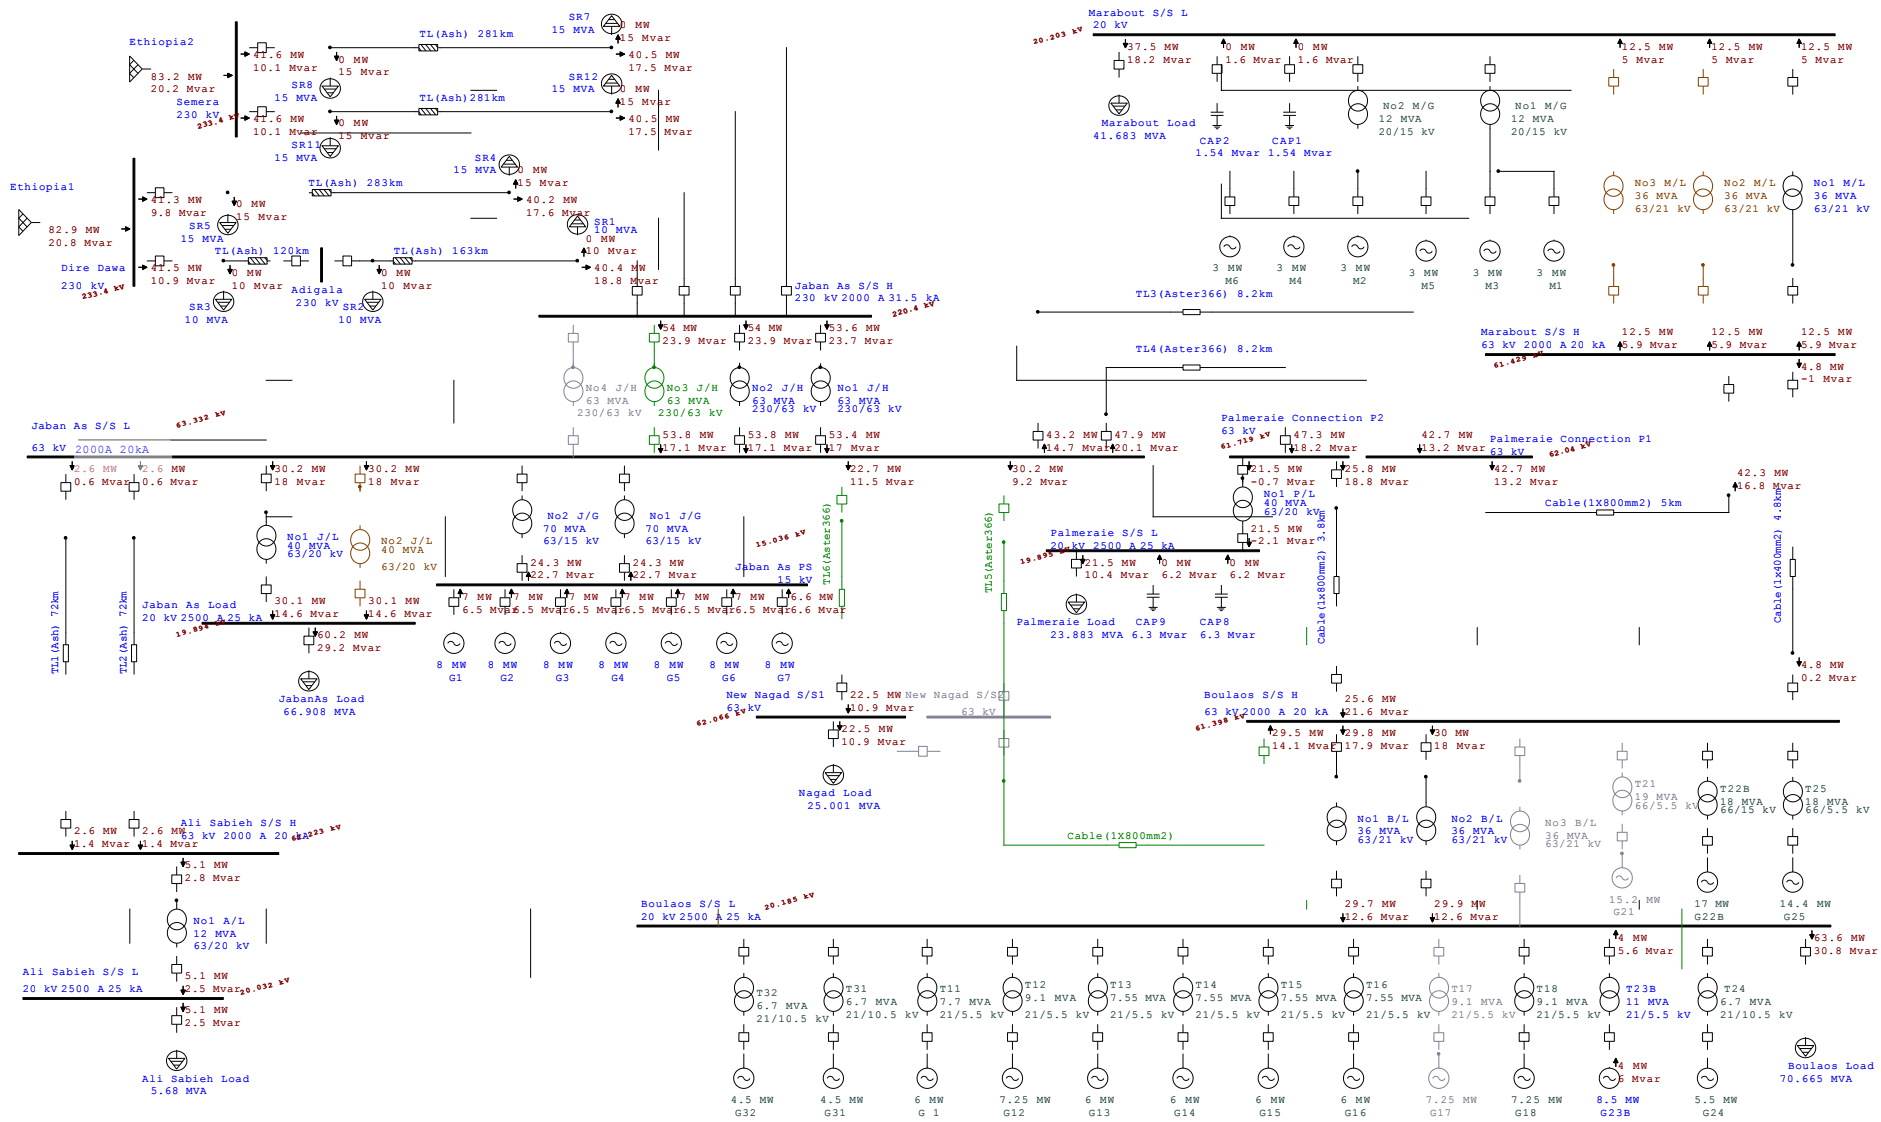 Ethiopia2
83.2 MW
20.2 Mvar
Semera
230 kV
233.4 kV
41.6 MW
10.1 Mvar
0 MW
15 Mvar
SR8
15 MVA
TL(Ash) 281km
SR7
15 MVA
0 MW
15 Mvar
40.5 MW
17.5 Mvar
41.6 MW
10.1 Mvar
0 MW
15 Mvar
SR11
15 MVA
TL(Ash)281km
SR12
15 MVA
0 MW
15 Mvar
40.5 MW
17.5 Mvar
Ethiopia1
82.9 MW
20.8 Mvar
Dire Dawa
230 kV
233.4 kV
41.3 MW
9.8 Mvar
0 MW
15 Mvar
SR5
15 MVA
TL(Ash) 283km
SR4
15 MVA
0 MW
15 Mvar
40.2 MW
17.6 Mvar
41.5 MW
10.9 Mvar
TL(Ash) 120km
0 MW
10 Mvar
SR3
10 MVA
Adigala
230 kV
TL(Ash) 163km
0 MW
10 Mvar
SR2
10 MVA
SR1
10 MVA
0 MW
10 Mvar
40.4 MW
18.8 Mvar
Jaban As S/S H
230 kV 2000 A 31.5 kA
220.4 kV
54 MW
23.9 Mvar
54 MW
23.9 Mvar
53.6 MW
23.7 Mvar
No4 J/H
63 MVA
230/63 kV
No3 J/H
63 MVA
230/63 kV
No2 J/H
63 MVA
230/63 kV
No1 J/H
63 MVA
230/63 kV
53.8 MW
17.1 Mvar
53.8 MW
17.1 Mvar
53.4 MW
17 Mvar
Marabout S/S L
20 kV
20.203 kV
37.5 MW
18.2 Mvar
0 MW
1.6 Mvar
0 MW
1.6 Mvar
12.5 MW
5 Mvar
12.5 MW
5 Mvar
12.5 MW
5 Mvar
Marabout Load
41.683 MVA
CAP2
1.54 Mvar
CAP1
1.54 Mvar
No2 M/G
12 MVA
20/15 kV
No1 M/G
12 MVA
20/15 kV
No3 M/L
36 MVA
63/21 kV
No2 M/L
36 MVA
63/21 kV
No1 M/L
36 MVA
63/21 kV
3 MW
M6
3 MW
M4
3 MW
M2
3 MW
M5
3 MW
M3
3 MW
M1
TL3(Aster366) 8.2km
TL4(Aster366) 8.2km
Marabout S/S H
63 kV 2000 A 20 kA
61.429 kV
12.5 MW
5.9 Mvar
12.5 MW
5.9 Mvar
12.5 MW
5.9 Mvar
4.8 MW
-1 Mvar
Jaban As S/S L
63 kV 2000A 20kA
63.332 kV
2.6 MW
0.6 Mvar
2.6 MW
0.6 Mvar
30.2 MW
18 Mvar
30.2 MW
18 Mvar
22.7 MW
11.5 Mvar
30.2 MW
9.2 Mvar
43.2 MW
14.7 Mvar
47.9 MW
20.1 Mvar
Palmeraie Connection P2
63 kV
61.719 kV
47.3 MW
18.2 Mvar
21.5 MW
-0.7 Mvar
25.8 MW
18.8 Mvar
42.7 MW
13.2 Mvar
Palmeraie Connection P1
63 kV
62.04 kV
42.7 MW
13.2 Mvar
42.3 MW
16.8 Mvar
Cable(1X800mm2) 5km
Cable(1x400mm2) 4.8km
Cable(1x800mm2) 3.8km
No1 P/L
40 MVA
63/20 kV
21.5 MW
-2.1 Mvar
Palmeraie S/S L
20 kV 2500 A 25 kA
19.895 kV
21.5 MW
10.4 Mvar
0 MW
6.2 Mvar
0 MW
6.2 Mvar
Palmeraie Load
23.883 MVA
CAP9
6.3 Mvar
CAP8
6.3 Mvar
TL1(Ash) 72km
TL2(Ash) 72km
No1 J/L
40 MVA
63/20 kV
No2 J/L
40 MVA
63/20 kV
30.1 MW
14.6 Mvar
30.1 MW
14.6 Mvar
Jaban As Load
20 kV 2500 A 25 kA
19.894 kV
60.2 MW
29.2 Mvar
JabanAs Load
66.908 MVA
No2 J/G
70 MVA
63/15 kV
No1 J/G
70 MVA
63/15 kV
24.3 MW
22.7 Mvar
24.3 MW
22.7 Mvar
Jaban As PS
15 kV
15.036 kV
7 MW
6.5 Mvar
7 MW
6.5 Mvar
7 MW
6.5 Mvar
7 MW
6.5 Mvar
7 MW
6.5 Mvar
7 MW
6.5 Mvar
6.6 MW
6.6 Mvar
8 MW
G1
8 MW
G2
8 MW
G3
8 MW
G4
8 MW
G5
8 MW
G6
8 MW
G7
TL6(Aster366)
TL5(Aster366)
New Nagad S/S1
63 kV
62.066 kV
22.5 MW
10.9 Mvar
22.5 MW
10.9 Mvar
Nagad Load
25.001 MVA
New Nagad S/S2
63 kV
Cable(1X800mm2)
Boulaos S/S H
63 kV 2000 A 20 kA
61.398 kV
25.6 MW
21.6 Mvar
4.8 MW
0.2 Mvar
29.5 MW
14.1 Mvar
29.8 MW
17.9 Mvar
30 MW
18 Mvar
No1 B/L
36 MVA
63/21 kV
No2 B/L
36 MVA
63/21 kV
No3 B/L
36 MVA
63/21 kV
T21
19 MVA
66/5.5 kV
T22B
18 MVA
66/15 kV
T25
18 MVA
66/5.5 kV
15.2 MW
G21
17 MW
G22B
14.4 MW
G25
Ali Sabieh S/S H
63 kV 2000 A 20 kA
2.6 MW
1.4 Mvar
2.6 MW
1.4 Mvar
5.1 MW
2.8 Mvar
No1 A/L
12 MVA
63/20 kV
5.1 MW
2.5 Mvar
Ali Sabieh S/S L
20 kV 2500 A 25 kA
20.032 kV
5.1 MW
2.5 Mvar
Ali Sabieh Load
5.68 MVA
Boulaos S/S L
20 kV 2500 A 25 kA
20.185 kV
29.7 MW
12.6 Mvar
29.9 MW
12.6 Mvar
4 MW
5.6 Mvar
63.6 MW
30.8 Mvar
T32
6.7 MVA
21/10.5 kV
T31
6.7 MVA
21/10.5 kV
T11
7.7 MVA
21/5.5 kV
T12
9.1 MVA
21/5.5 kV
T13
7.55 MVA
21/5.5 kV
T14
7.55 MVA
21/5.5 kV
T15
7.55 MVA
21/5.5 kV
T16
7.55 MVA
21/5.5 kV
T17
9.1 MVA
21/5.5 kV
T18
9.1 MVA
21/5.5 kV
T23B
11 MVA
21/5.5 kV
T24
6.7 MVA
21/10.5 kV
4 MW
6 Mvar
4.5 MW
G32
4.5 MW
G31
6 MW
G 1
7.25 MW
G12
6 MW
G13
6 MW
G14
6 MW
G15
6 MW
G16
7.25 MW
G17
7.25 MW
G18
8.5 MW
G23B
5.5 MW
G24
Boulaos Load
70.665 MVA